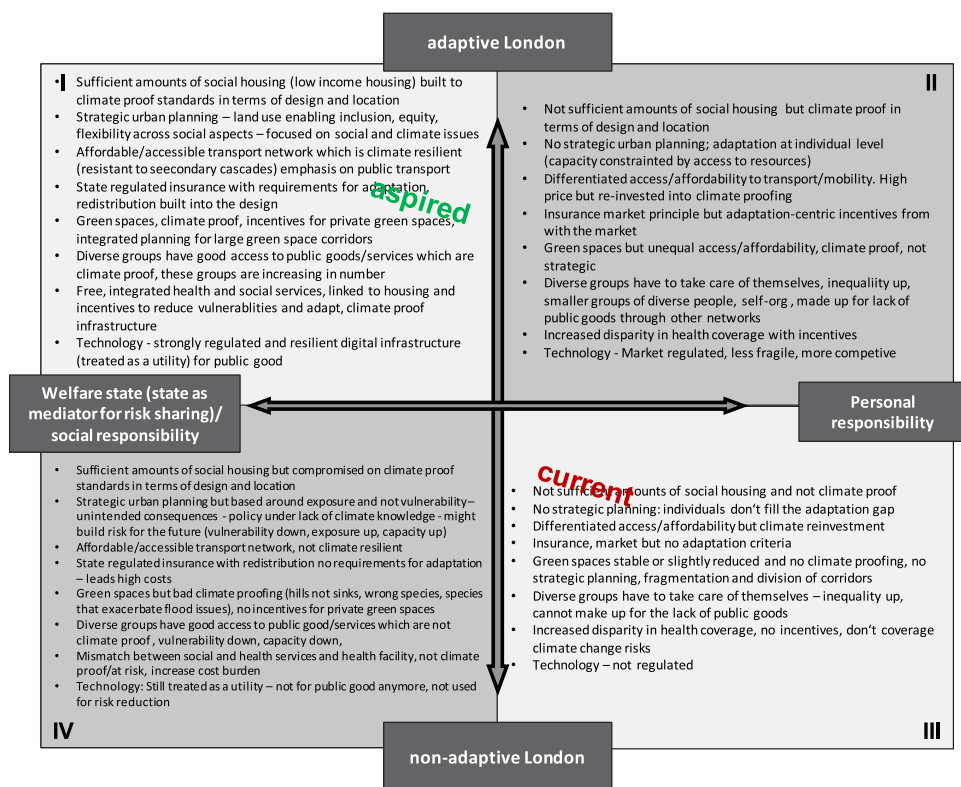 adaptive London
I
• Sufficient amounts of social housing (low income housing) built to
climate proof standards in terms of design and location
• Strategic urban planning – land use enabling inclusion, equity,
flexibility across social aspects – focused on social and climate issues
• Affordable/accessible transport network which is climate resilient
(resistant to seecondary cascades) emphasis on public transport
• State regulated insurance with requirements for adaptation,
redistribution built into the design
• Green spaces, climate proof, incentives for private green spaces,
integrated planning for large green space corridors
• Diverse groups have good access to public goods/services which are
climate proof, these groups are increasing in number
• Free, integrated health and social services, linked to housing and
incentives to reduce vulnerablities and adapt, climate proof
infrastructure
• Technology - strongly regulated and resilient digital infrastructure
(treated as a utility) for public good
aspired
II
• Not sufficient amounts of social housing but climate proof in
terms of design and location
• No strategic urban planning; adaptation at individual level
(capacity constrainted by access to resources)
• Differentiated access/affordability to transport/mobility. High
price but re-invested into climate proofing
• Insurance market principle but adaptation-centric incentives from
with the market
• Green spaces but unequal access/affordability, climate proof, not
strategic
• Diverse groups have to take care of themselves, inequaliity up,
smaller groups of diverse people, self-org , made up for lack of
public goods through other networks
• Increased disparity in health coverage with incentives
• Technology - Market regulated, less fragile, more competive
Welfare state (state as
mediator for risk sharing)/
social responsibility
Personal
responsibility
• Sufficient amounts of social housing but compromised on climate proof
standards in terms of design and location
• Strategic urban planning but based around exposure and not vulnerability–
unintended consequences - policy under lack of climate knowledge - might
build risk for the future (vulnerability down, exposure up, capacity up)
• Affordable/accessible transport network, not climate resilient
• State regulated insurance with redistribution no requirements for adaptation
– leads high costs
• Green spaces but bad climate proofing (hills not sinks, wrong species, species
that exacerbate flood issues), no incentives for private green spaces
• Diverse groups have good access to public good/services which are not
climate proof , vulnerability down, capacity down,
• Mismatch between social and health services and health facility, not climate
proof/at risk, increase cost burden
• Technology: Still treated as a utility – not for public good anymore, not used
for risk reduction
IV
current
• Not sufficient amounts of social housing and not climate proof
• No strategic planning: individuals don't fill the adaptation gap
• Differentiated access/affordability but climate reinvestment
• Insurance, market but no adaptation criteria
• Green spaces stable or slightly reduced and no climate proofing, no
strategic planning, fragmentation and division of corridors
• Diverse groups have to take care of themselves – inequality up,
cannot make up for the lack of public goods
• Increased disparity in health coverage, no incentives, don't coverage
climate change risks
• Technology – not regulated
III
non-adaptive London